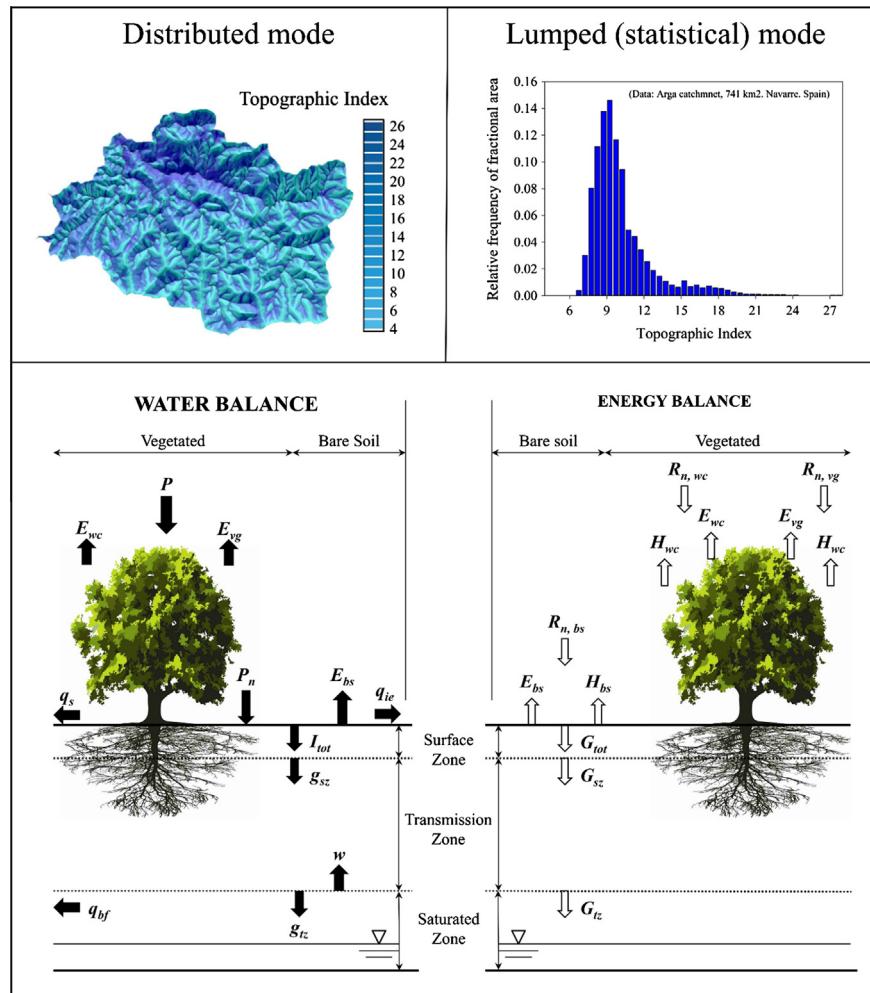 Distributed mode
Topographic Index
26
24
22
20
18
16
14
12
10
8
6
4
Lumped (statistical) mode
(Data: Arga catchmnet, 741 km2. Navarre. Spain)
Relative frequency of fractional area
0.16
0.14
0.12
0.10
0.08
0.06
0.04
0.02
0.00
6 9 12 15 18 21 24 27
Topographic Index
WATER BALANCE
Vegetated
Bare Soil
P
E_wc
E_vg
P_n
E_bs
q_s
q_ie
I_tot
g_sz
w
q_bf
g_tz
Surface
Zone
Transmission
Zone
Saturated
Zone
ENERGY BALANCE
Bare soil
Vegetated
R_n, wc
R_n, vg
E_wc
E_vg
H_wc
H_wc
R_n, bs
E_bs
H_bs
G_tot
G_sz
G_tz